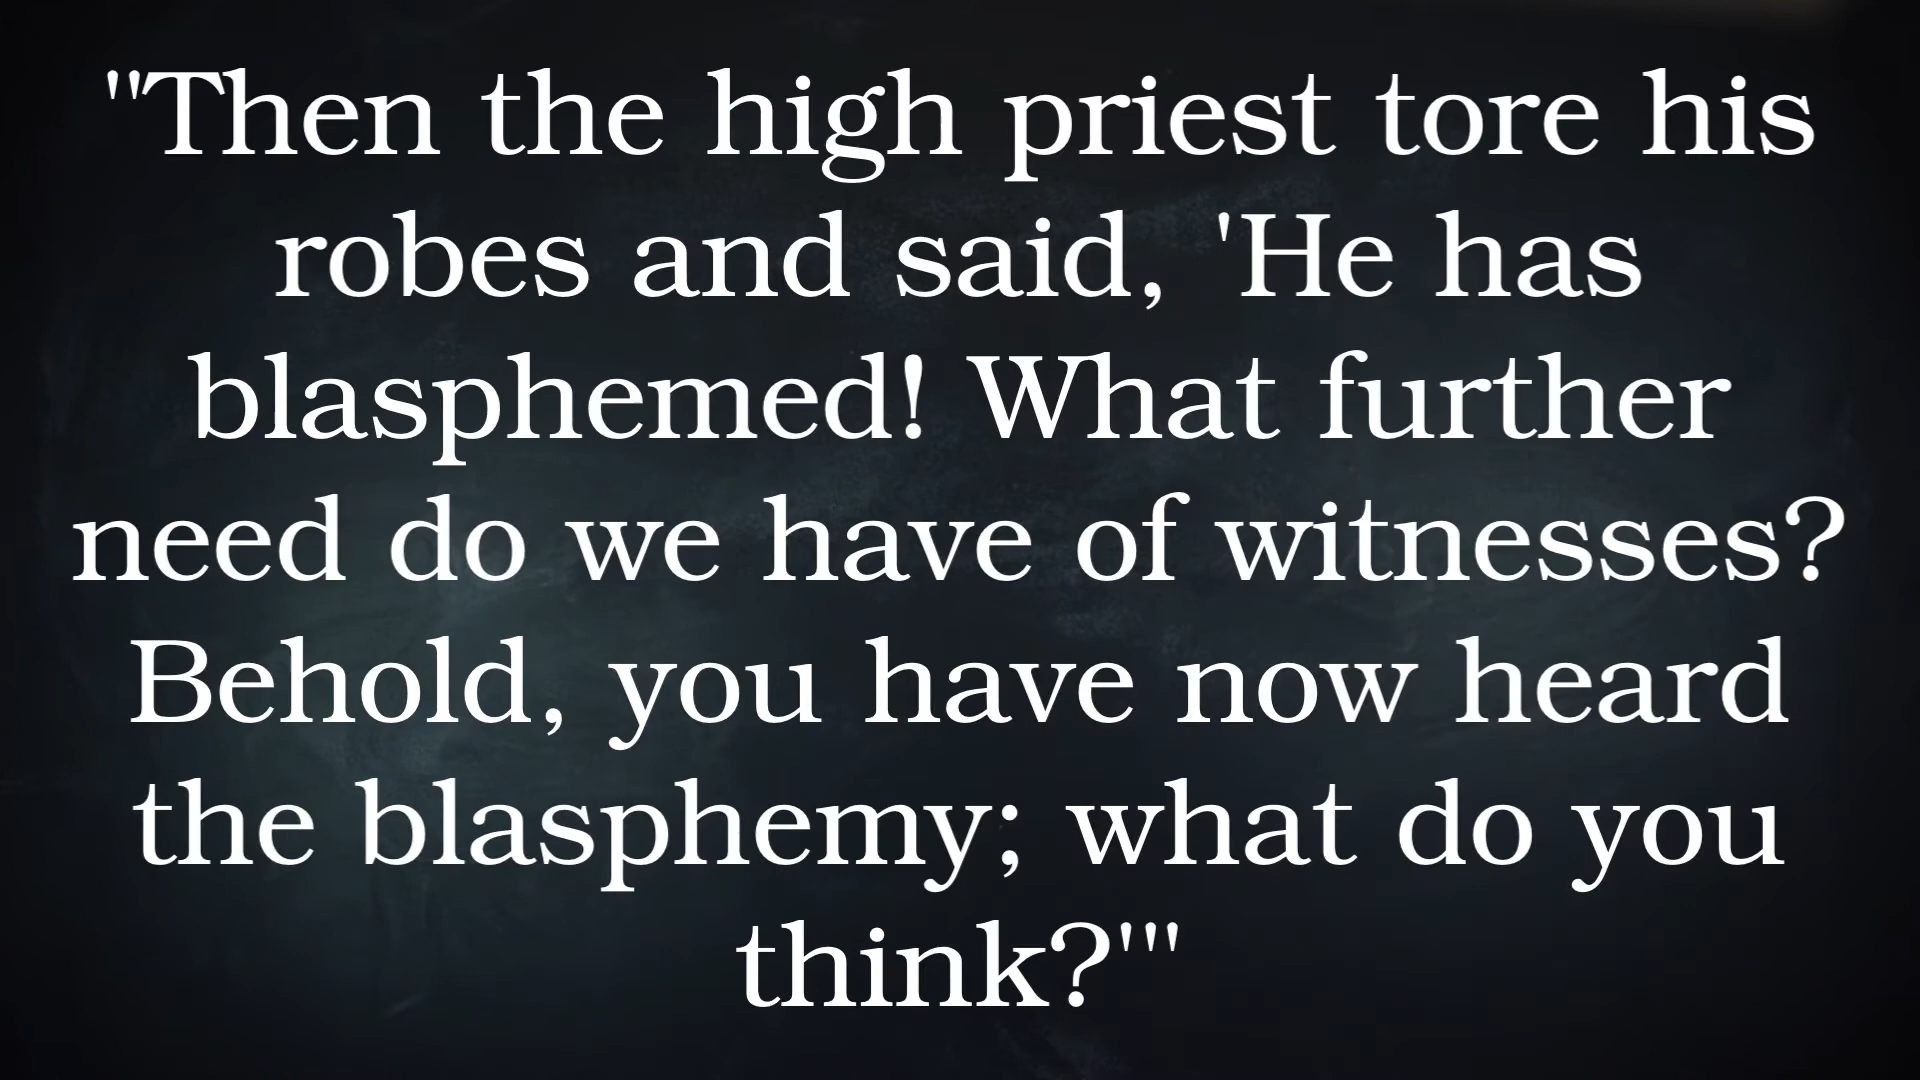 "Then the high priest tore his
robes and said, 'He has
blasphemed! What further
need do we have of witnesses?
Behold, you have now heard
the blasphemy; what do you
think?'"